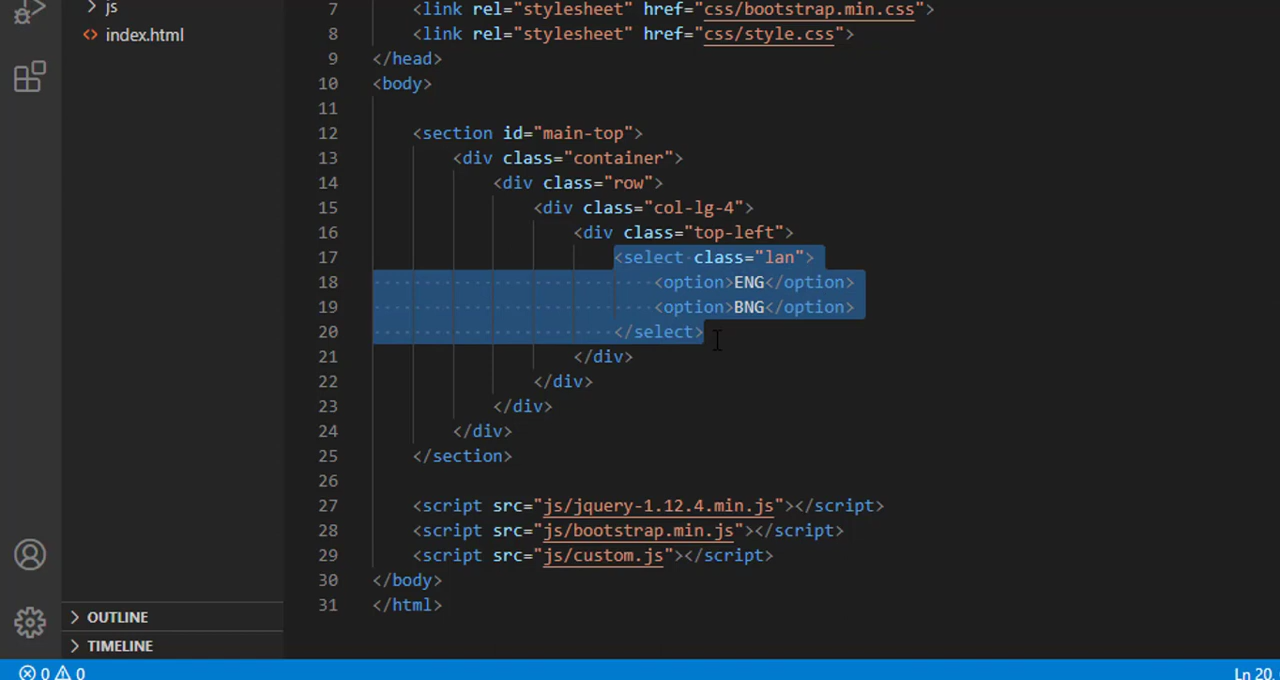 js
index.html
OUTLINE
TIMELINE
7 <link rel="stylesheet" href="css/bootstrap.min.css">
8 <link rel="stylesheet" href="css/style.css">
9 </head>
10 <body>
11
12 <section id="main-top">
13 <div class="container">
14 <div class="row">
15 <div class="col-lg-4">
16 <div class="top-left">
17 <select class="lan">
18 <option>ENG</option>
19 <option>BNG</option>
20 </select>
21 </div>
22 </div>
23 </div>
24 </div>
25 </section>
26
27 <script src="js/jquery-1.12.4.min.js"></script>
28 <script src="js/bootstrap.min.js"></script>
29 <script src="js/custom.js"></script>
30 </body>
31 </html>
0 0 Ln 20,